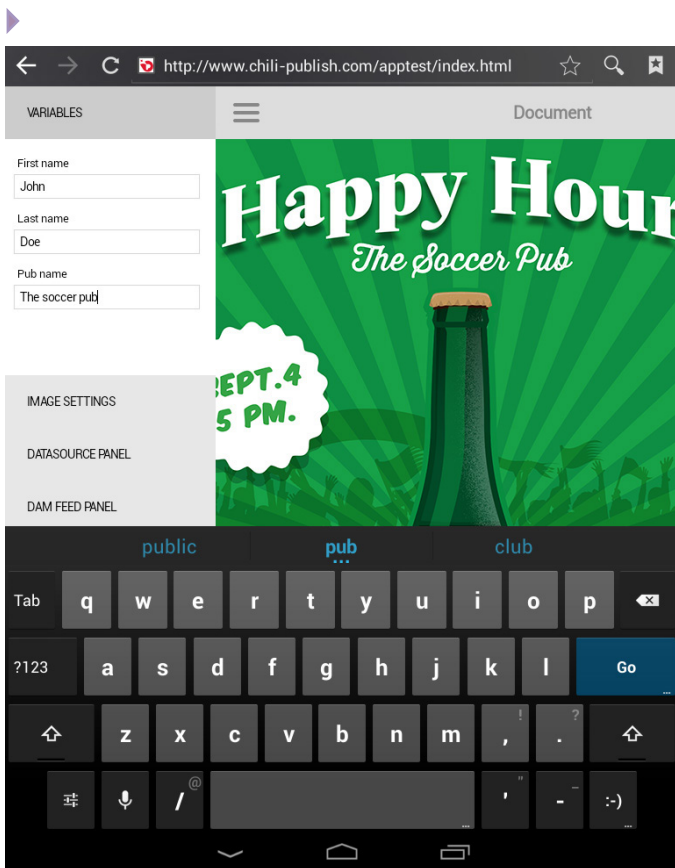 http://www.chili-publish.com/apptest/index.html
VARIABLES
Document
First name
John
Last name
Doe
Pub name
The soccer pub
Happy Hour
The Soccer Pub
SEPT.4
5 PM.
IMAGE SETTINGS
DATASOURCE PANEL
DAM FEED PANEL
public pub club
Tab q w e r t y u i o p
?123 a s d f g h j k l Go
z x c v b n m , ! . ?
/ @ ' " - _ :-)